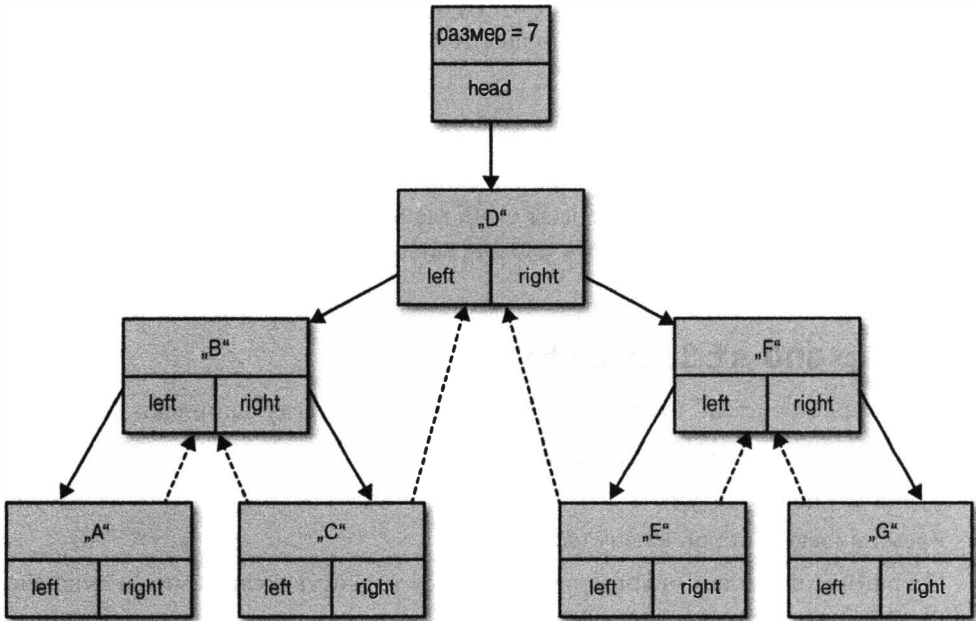 размер = 7
head
„D“
left right
„B“
left right
„F“
left right
„A“
left right
„C“
left right
„E“
left right
„G“
left right